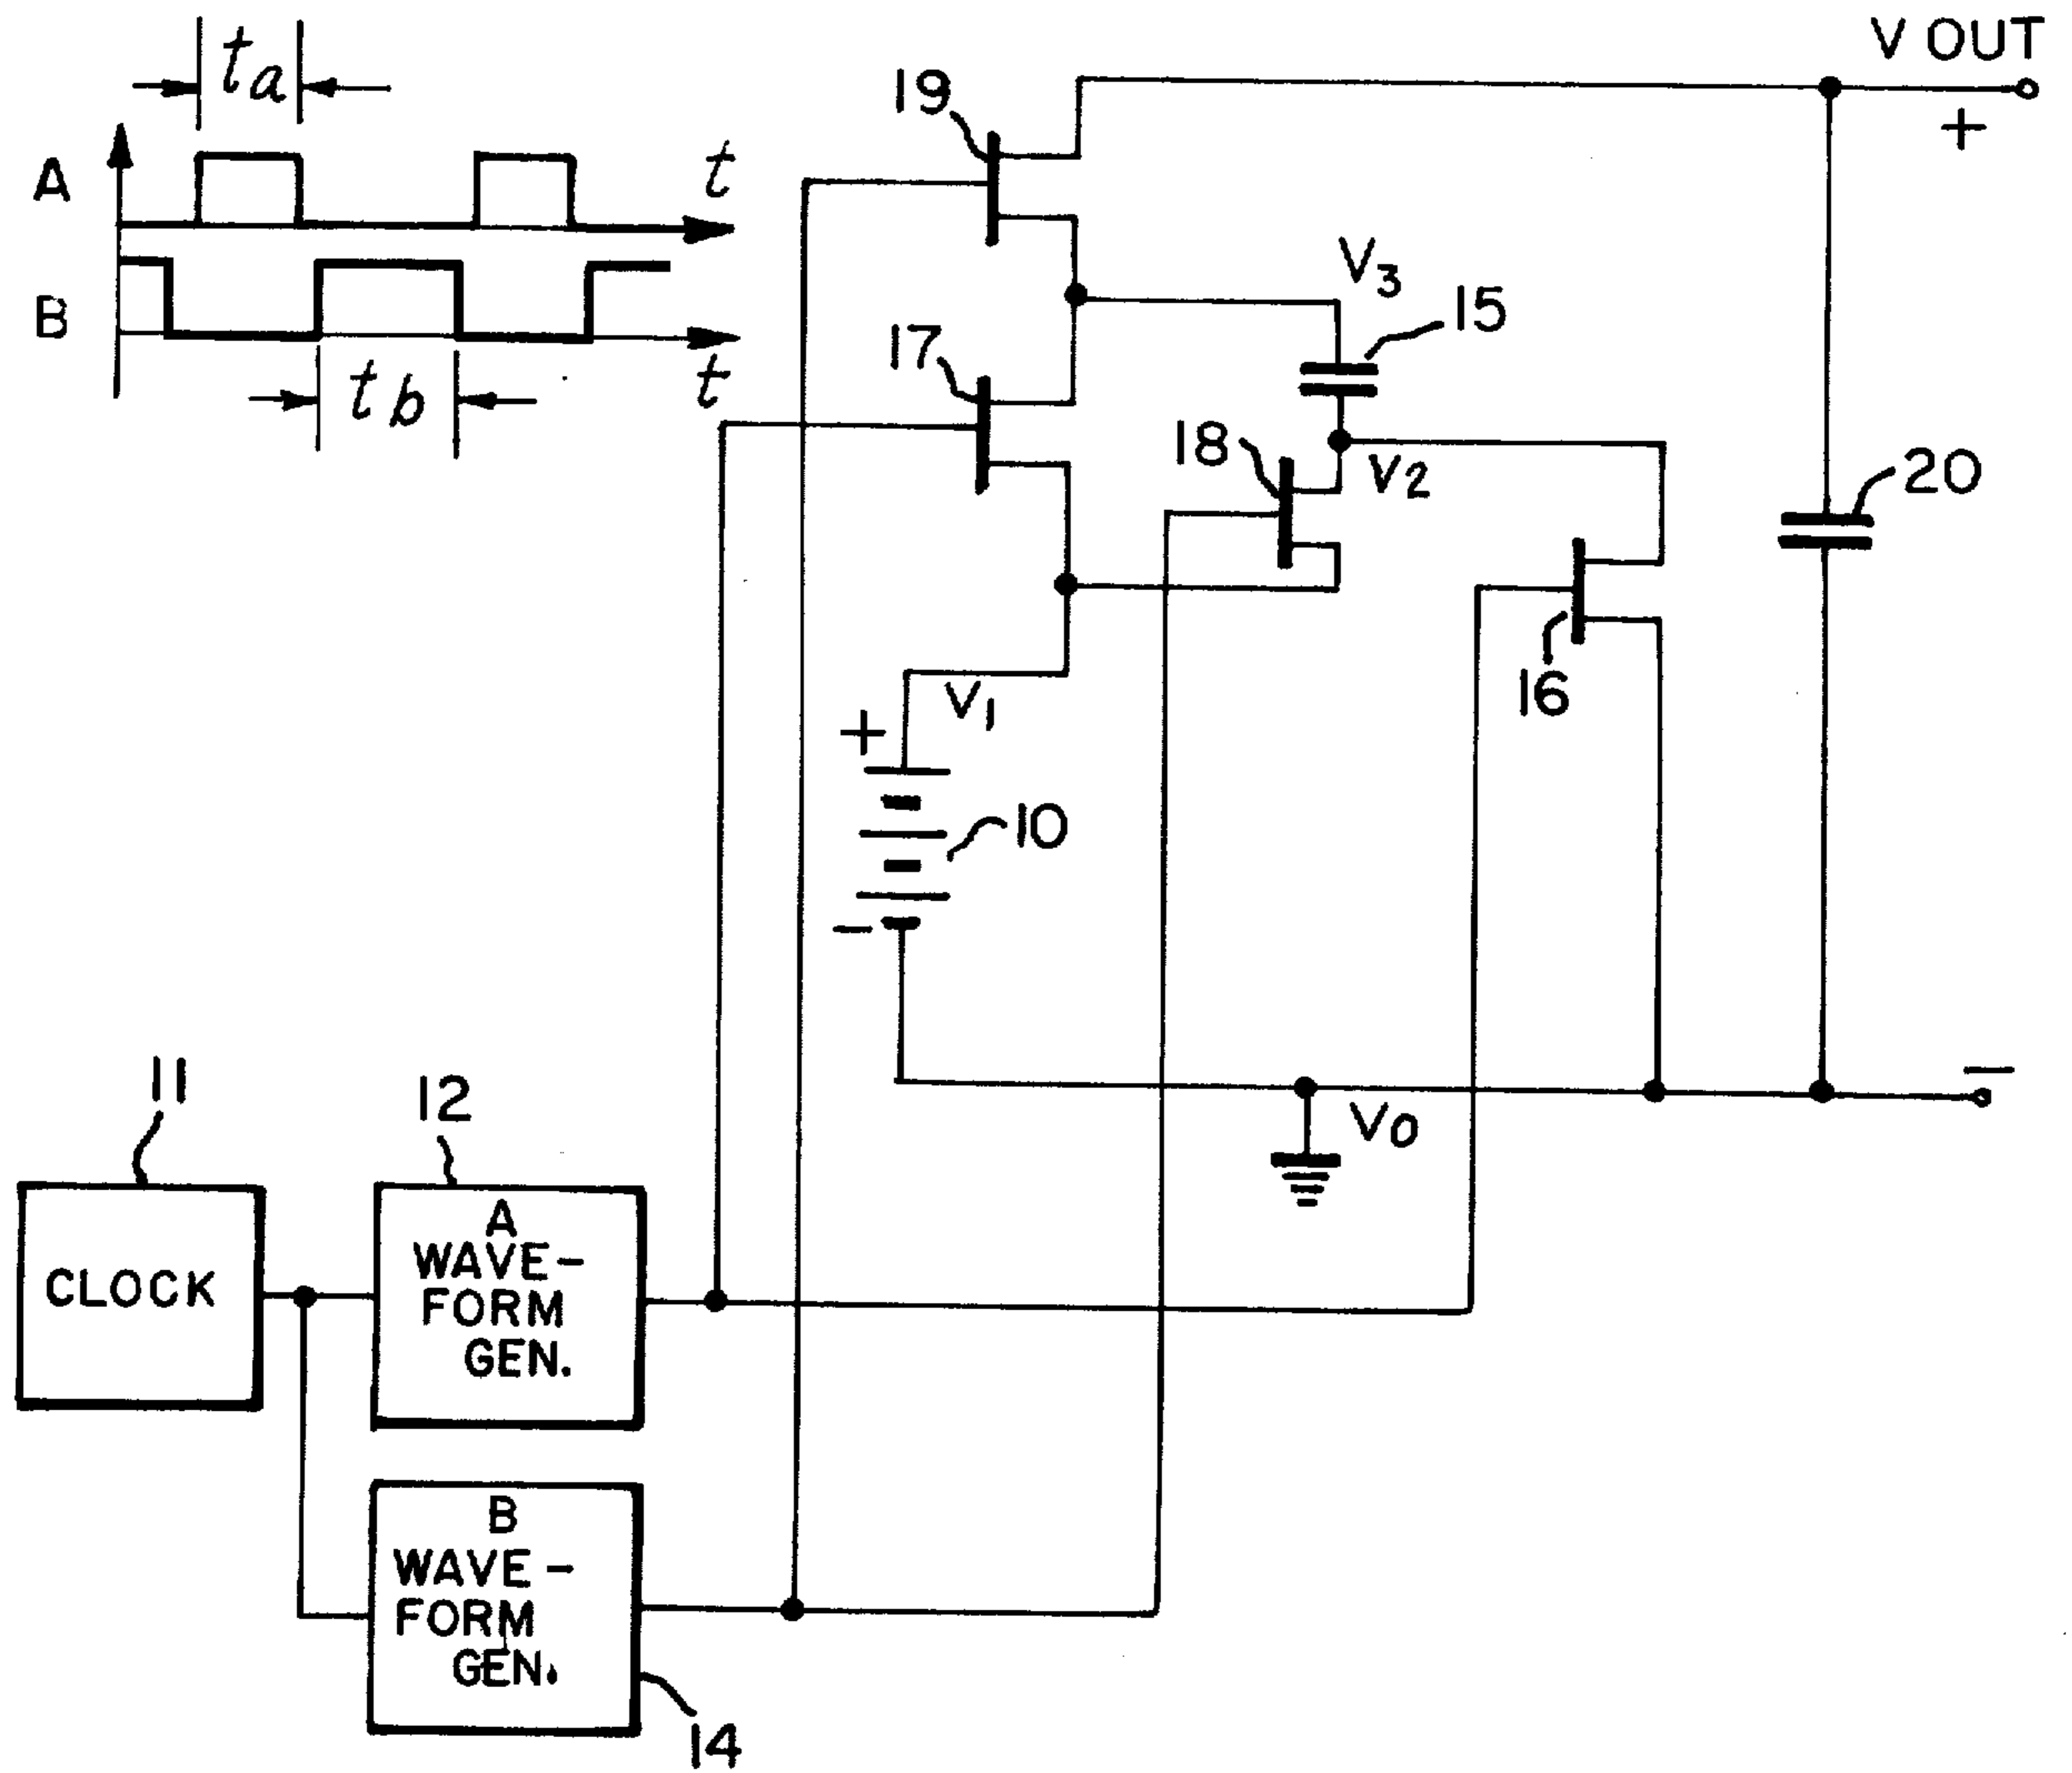 ta
V OUT
+
19
A
t
V3
15
B
17
tb
t
18
V2
20
16
V1
+
10
–
11
12
V0
–
CLOCK
A
WAVE-
FORM
GEN.
B
WAVE-
FORM
GEN.
14